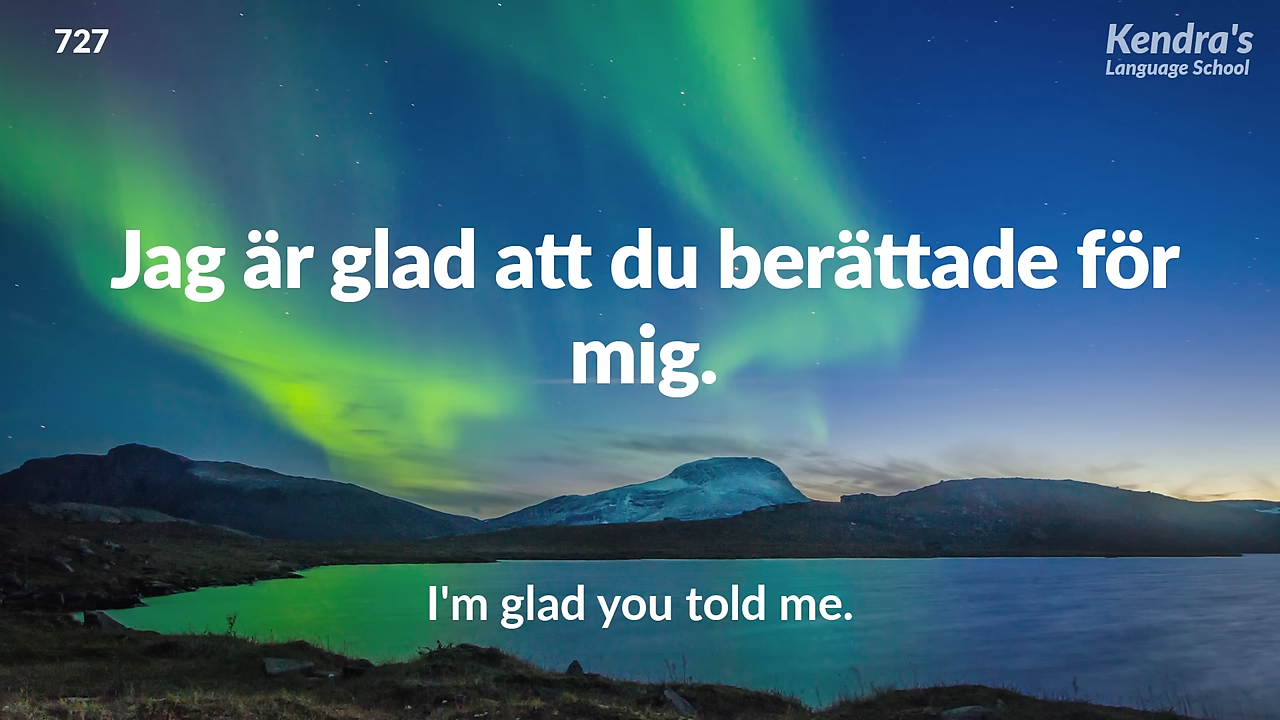 727
Kendra's
Language School
Jag är glad att du berättade för
mig.
I'm glad you told me.